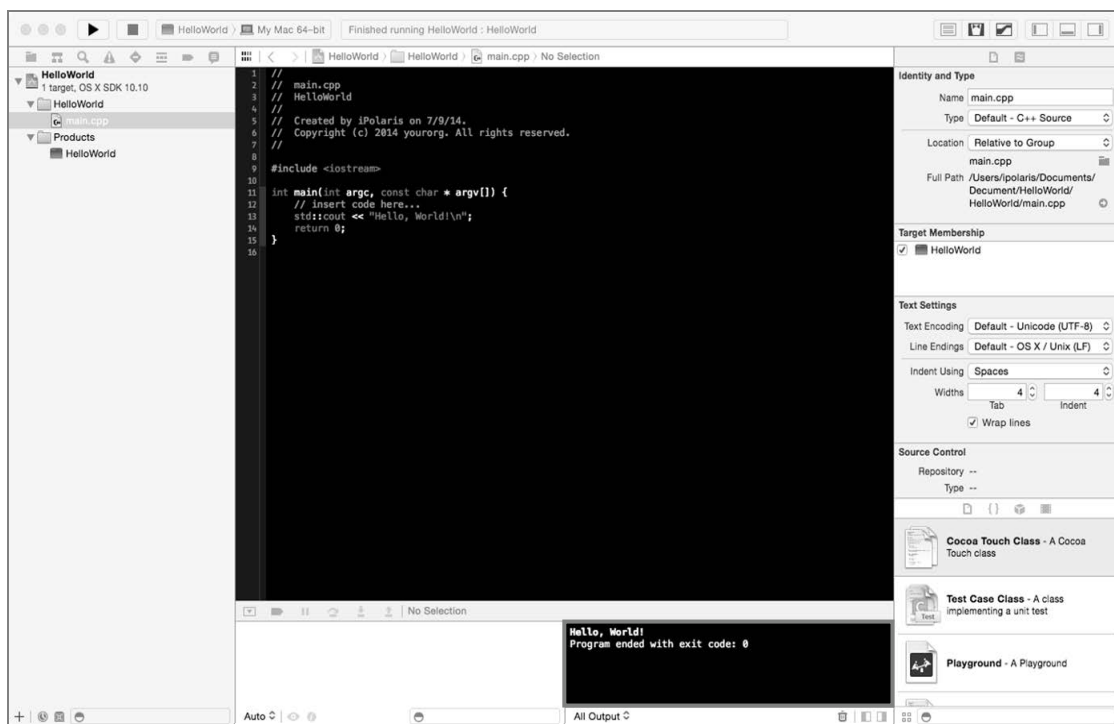 HelloWorld My Mac 64-bit
Finished running HelloWorld : HelloWorld
HelloWorld
1 target, OS X SDK 10.10
HelloWorld
main.cpp
Products
HelloWorld
HelloWorld HelloWorld main.cpp No Selection
1 //
2 //  main.cpp
3 //  HelloWorld
4 //
5 //  Created by iPolaris on 7/9/14.
6 //  Copyright (c) 2014 yourorg. All rights reserved.
7 //
8
9 #include <iostream>
10
11 int main(int argc, const char * argv[]) {
12     // insert code here...
13     std::cout << "Hello, World!\n";
14     return 0;
15 }
16
No Selection
Hello, World!
Program ended with exit code: 0
Auto
All Output
Identity and Type
Name main.cpp
Type Default - C++ Source
Location Relative to Group
main.cpp
Full Path /Users/ipolaris/Documents/
Decument/HelloWorld/
HelloWorld/main.cpp
Target Membership
HelloWorld
Text Settings
Text Encoding Default - Unicode (UTF-8)
Line Endings Default - OS X / Unix (LF)
Indent Using Spaces
Widths 4 4
Tab Indent
Wrap lines
Source Control
Repository --
Type --
{ }
Cocoa Touch Class - A Cocoa
Touch class
Test
Test Case Class - A class
implementing a unit test
Playground - A Playground